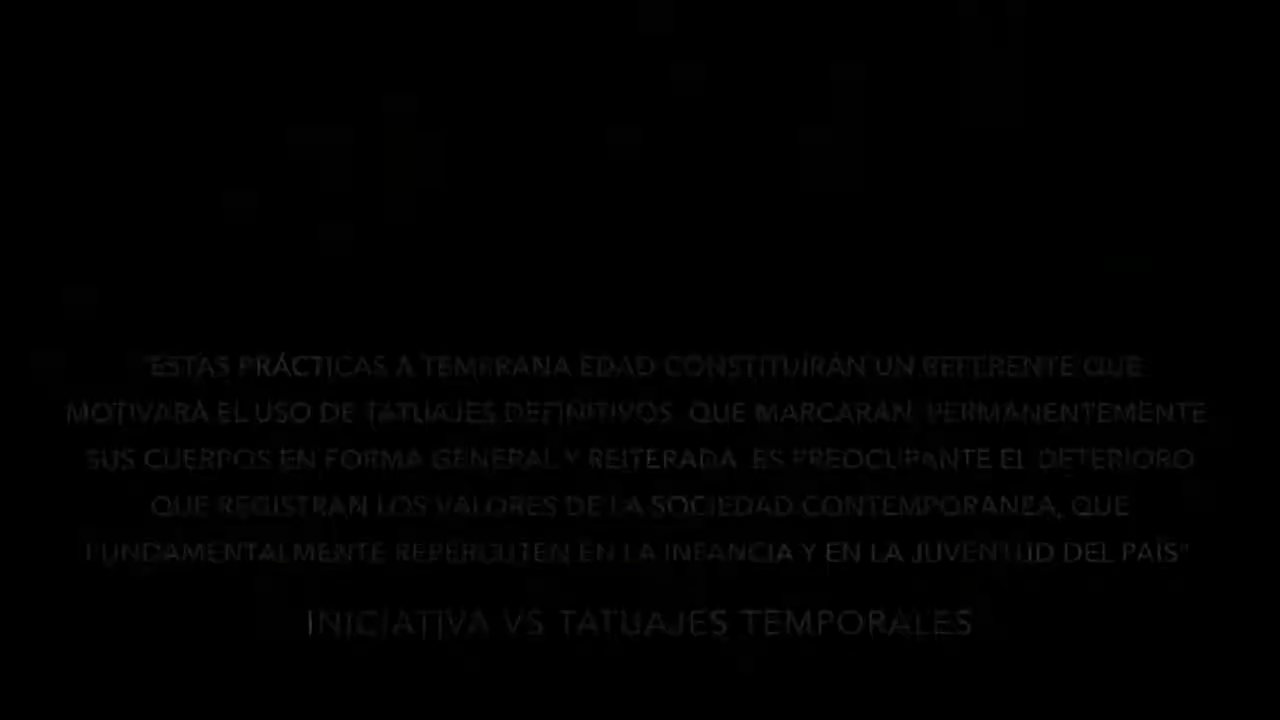 "ESTAS PRÁCTICAS A TEMPRANA EDAD CONSTITUIRÁN UN REFERENTE QUE
MOTIVARÁ EL USO DE TATUAJES DEFINITIVOS, QUE MARCARÁN PERMANENTEMENTE
SUS CUERPOS EN FORMA GENERAL Y REITERADA. ES PREOCUPANTE EL DETERIORO
QUE REGISTRAN LOS VALORES DE LA SOCIEDAD CONTEMPORANEA, QUE
FUNDAMENTALMENTE REPERCUTEN EN LA INFANCIA Y EN LA JUVENTUD DEL PAÍS"
INICIATIVA VS TATUAJES TEMPORALES